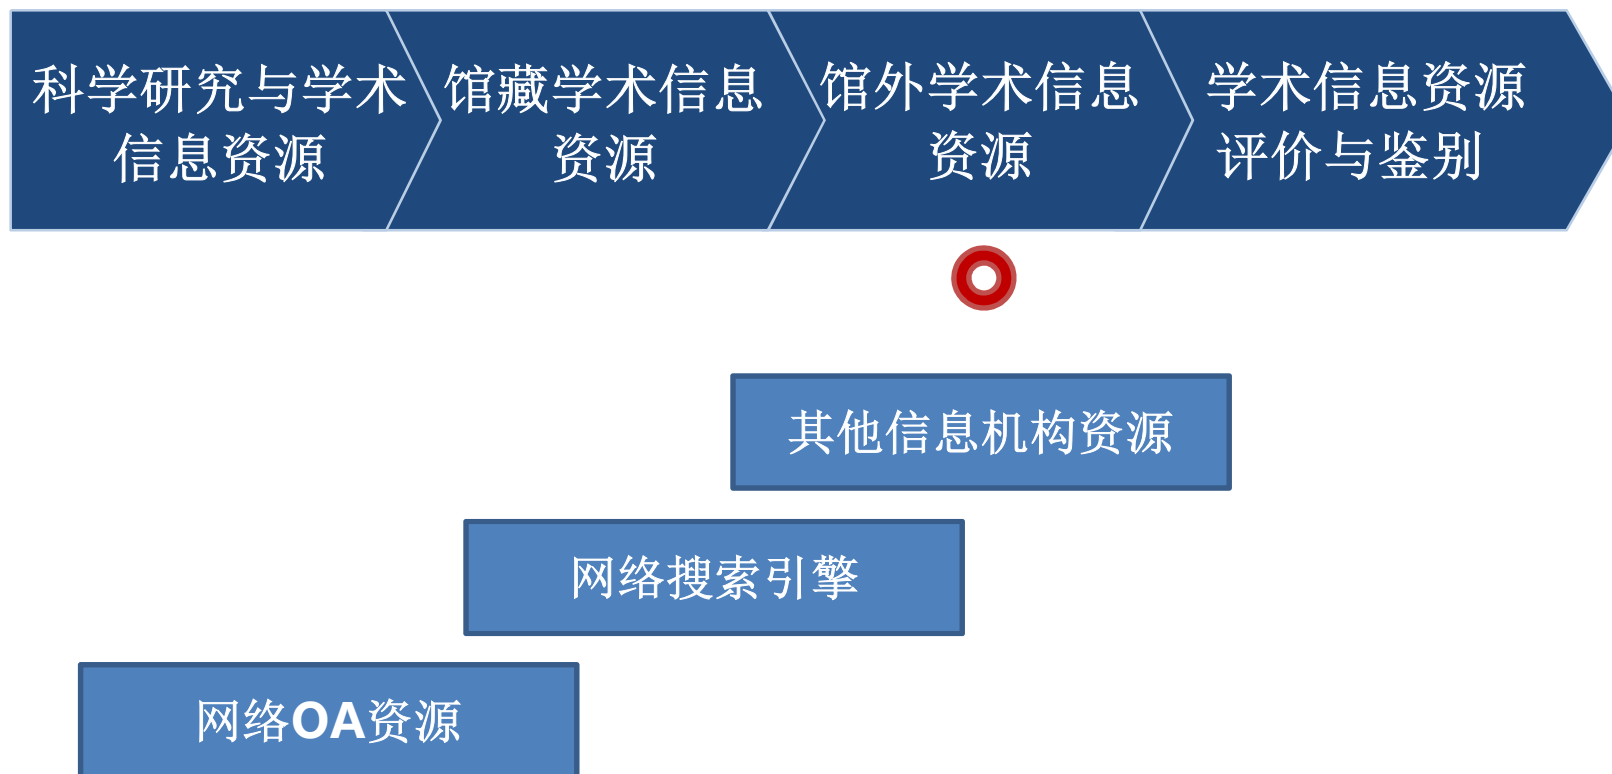 科学研究与学术
信息资源
馆藏学术信息
资源
馆外学术信息
资源
学术信息资源
评价与鉴别
其他信息机构资源
网络搜索引擎
网络OA资源